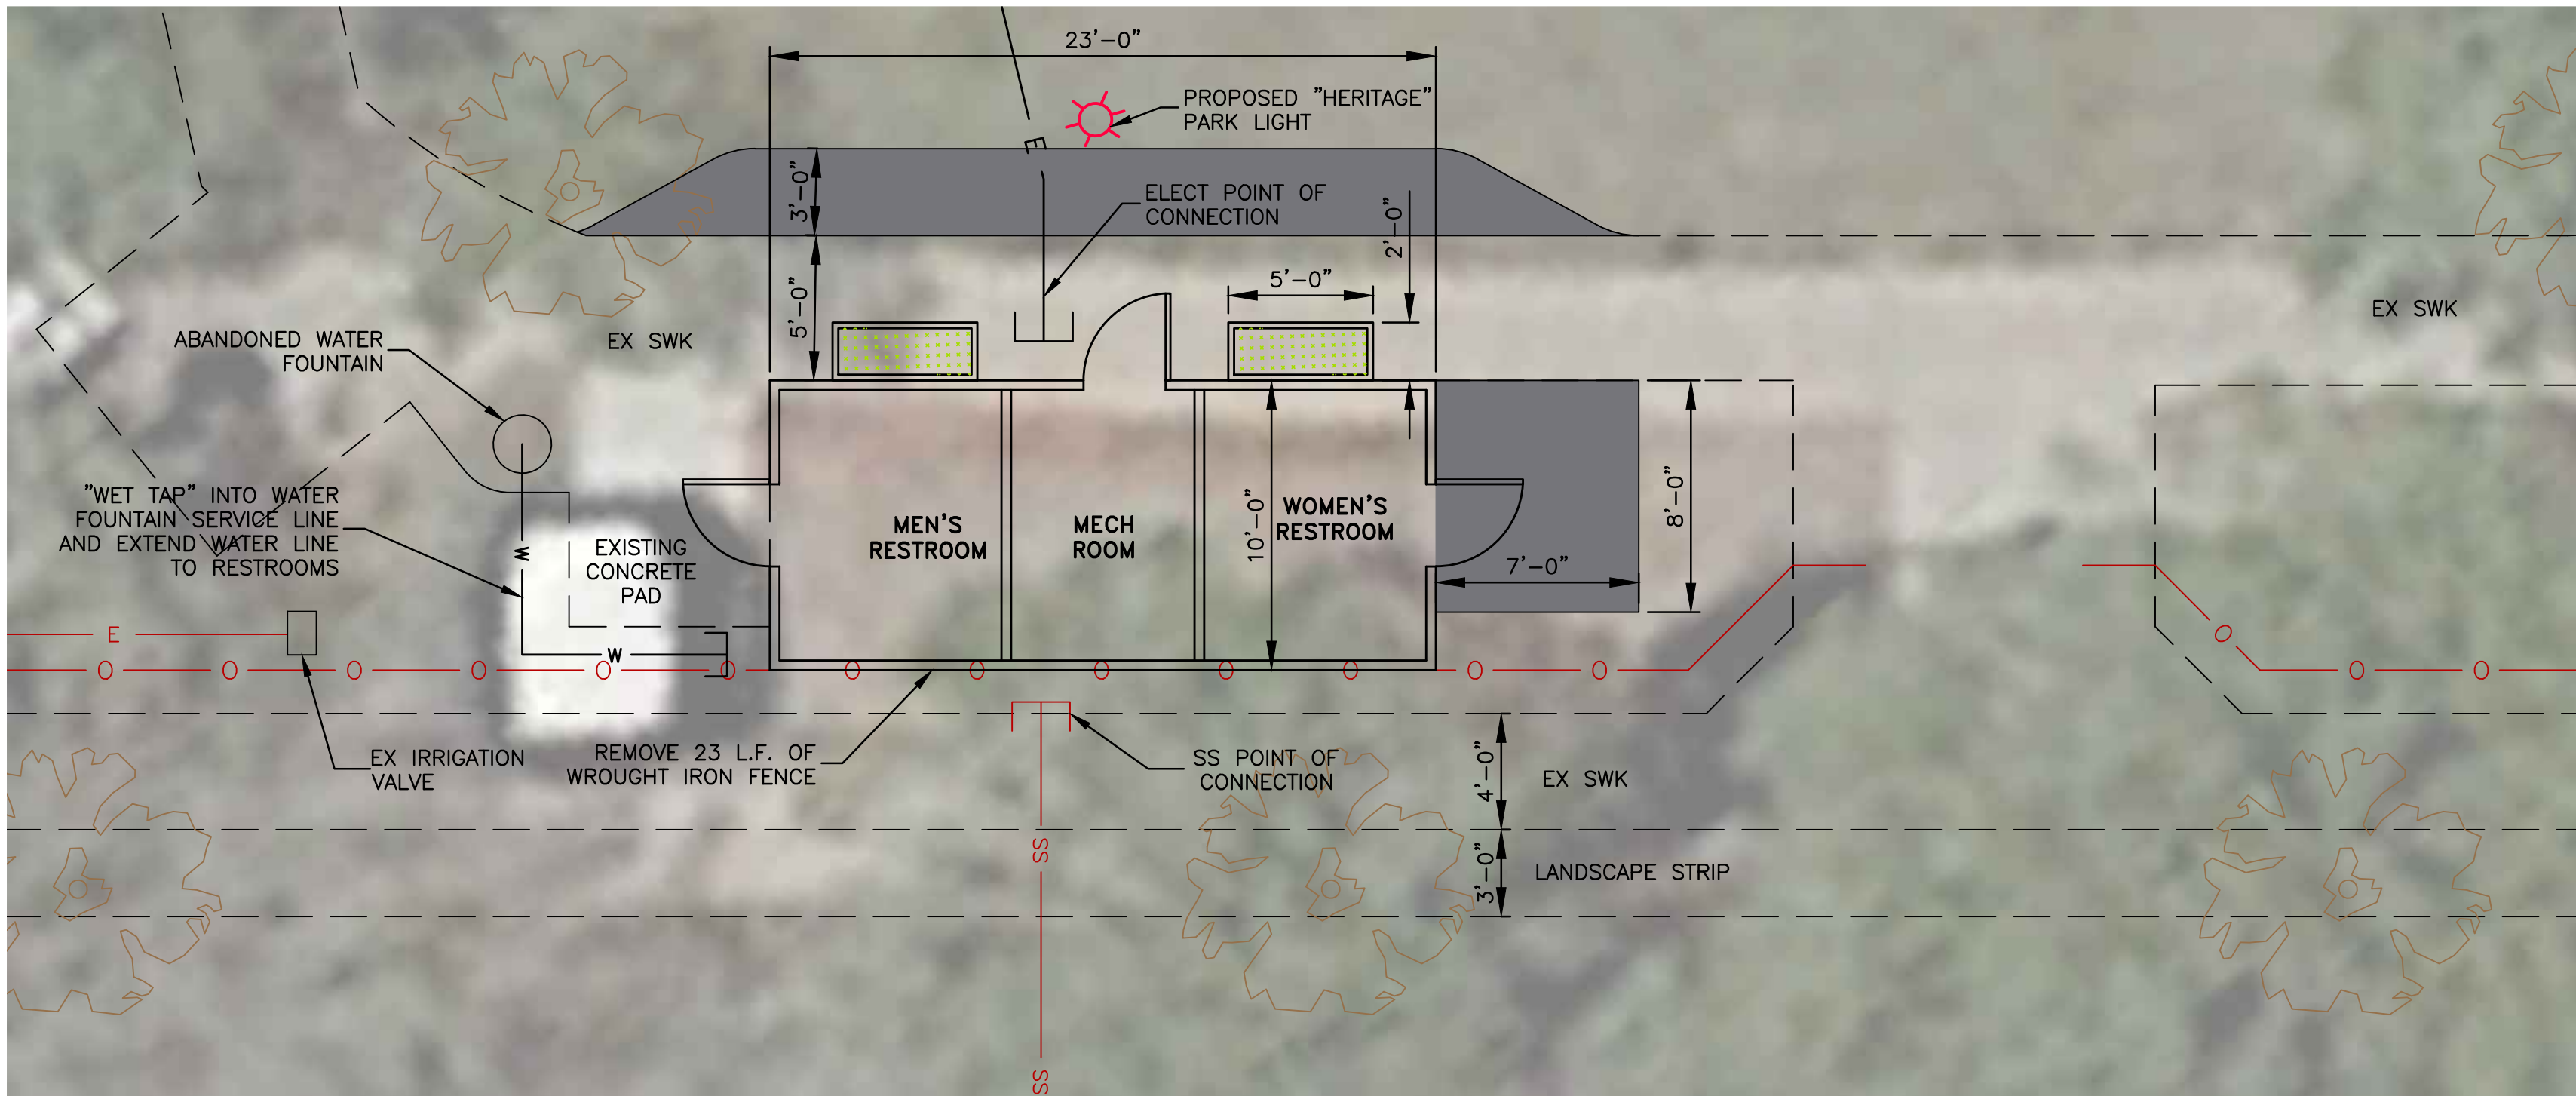 23'-0"
PROPOSED "HERITAGE"
PARK LIGHT
E
3'-0"
ELECT POINT OF
CONNECTION
2'-0"
5'-0"
5'-0"
EX SWK
EX SWK
ABANDONED WATER
FOUNTAIN
"WET TAP" INTO WATER
FOUNTAIN SERVICE LINE
AND EXTEND WATER LINE
TO RESTROOMS
W
EXISTING
CONCRETE
PAD
MEN'S
RESTROOM
MECH
ROOM
10'-0"
WOMEN'S
RESTROOM
8'-0"
7'-0"
E
W
O O O O O O O O O O O O O O O O
EX IRRIGATION
VALVE
REMOVE 23 L.F. OF
WROUGHT IRON FENCE
SS POINT OF
CONNECTION
4'-0"
EX SWK
SS
3'-0"
LANDSCAPE STRIP
SS